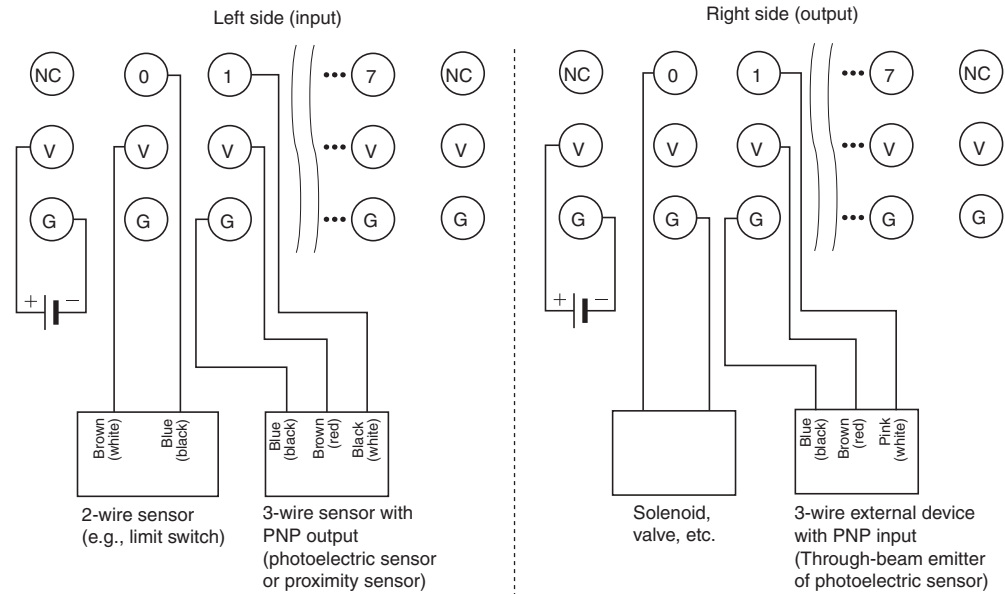 Left side (input)
Right side (output)
NC 0 1 ••• 7 NC
V V V ••• V V
G G G ••• G G
+ −
Brown
(white)
Blue
(black)
Blue
(black)
Brown
(red)
Black
(white)
2-wire sensor
(e.g., limit switch)
3-wire sensor with
PNP output
(photoelectric sensor
or proximity sensor)
NC 0 1 ••• 7 NC
V V V ••• V V
G G G ••• G G
+ −
Blue
(black)
Brown
(red)
Pink
(white)
Solenoid,
valve, etc.
3-wire external device
with PNP input
(Through-beam emitter
of photoelectric sensor)